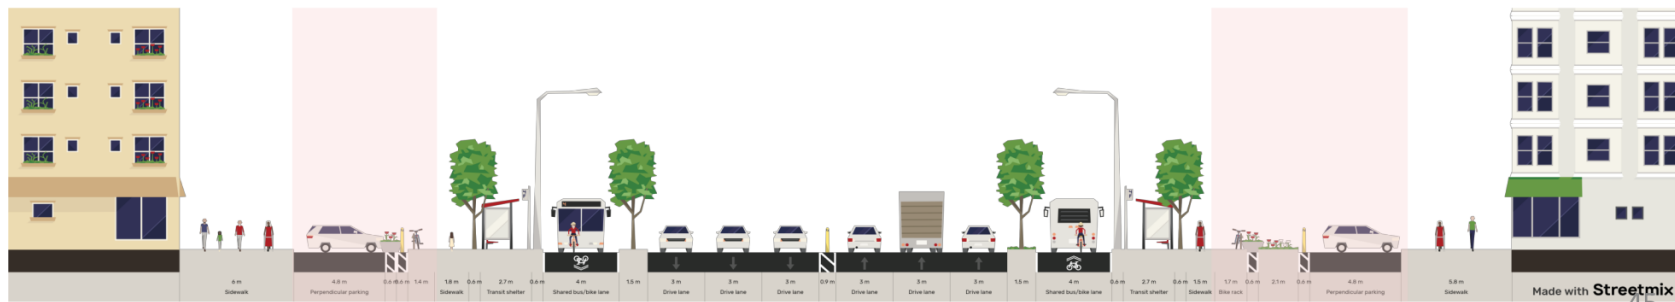 6 m
Sidewalk
4.8 m
Perpendicular parking
0.6 m
0.6 m
1.4 m
1.8 m
Sidewalk
0.6 m
2.7 m
Transit shelter
0.6 m
4 m
Shared bus/bike lane
1.5 m
3 m
Drive lane
3 m
Drive lane
3 m
Drive lane
0.9 m
3 m
Drive lane
3 m
Drive lane
3 m
Drive lane
1.5 m
4 m
Shared bus/bike lane
0.6 m
2.7 m
Transit shelter
0.6 m
1.5 m
Sidewalk
1.7 m
Bike rack
0.6 m
2.1 m
0.6 m
4.8 m
Perpendicular parking
5.8 m
Sidewalk
Made with Streetmix